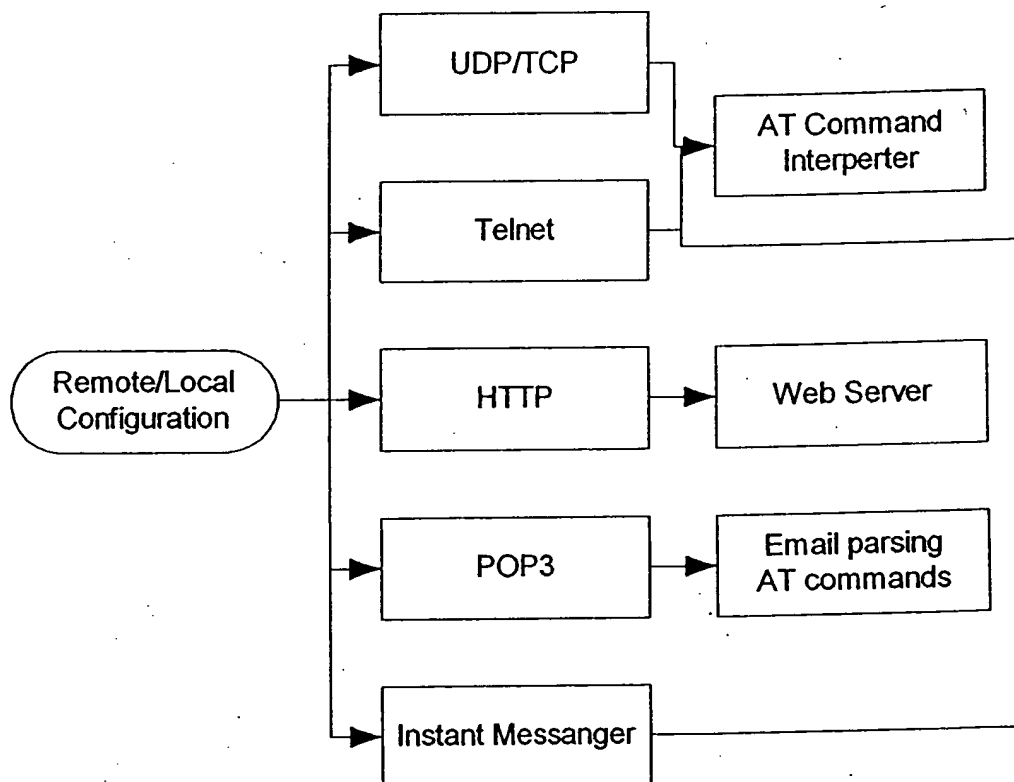 UDP/TCP
AT Command
Interperter
Telnet
Remote/Local
Configuration
HTTP
Web Server
POP3
Email parsing
AT commands
Instant Messanger